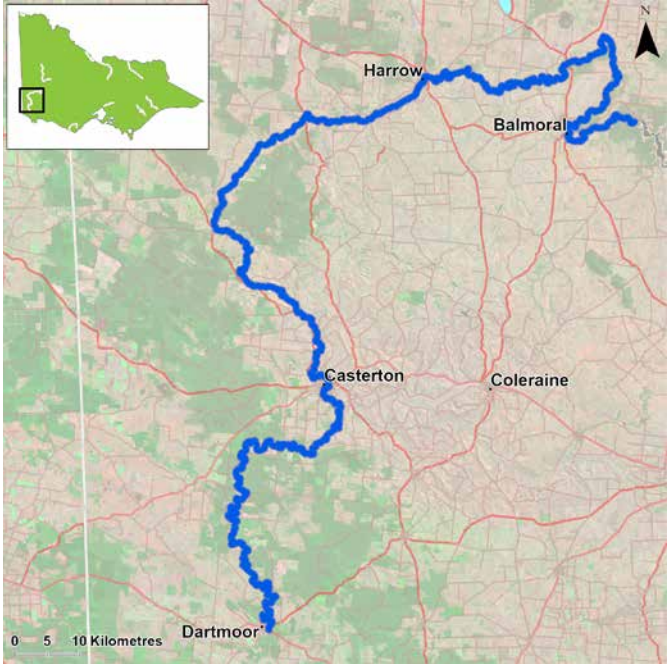 N
Harrow
Balmoral
Casterton
Coleraine
Dartmoor
0 5 10 Kilometres